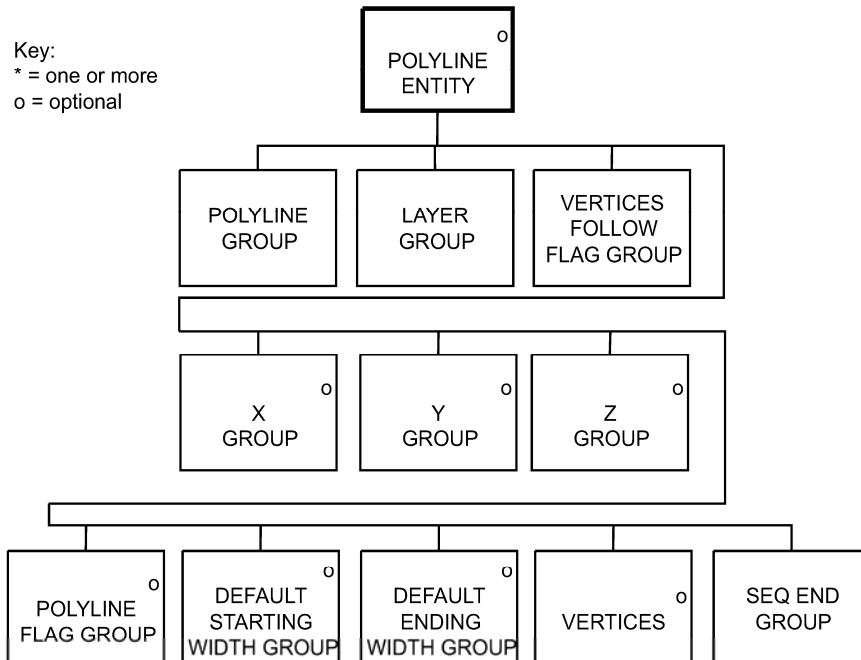 Key:
* = one or more
o = optional
o
POLYLINE
ENTITY
POLYLINE
GROUP
LAYER
GROUP
VERTICES
FOLLOW
FLAG GROUP
o
X
GROUP
o
Y
GROUP
o
Z
GROUP
o
POLYLINE
FLAG GROUP
o
DEFAULT
STARTING
WIDTH GROUP
o
DEFAULT
ENDING
WIDTH GROUP
o
VERTICES
SEQ END
GROUP